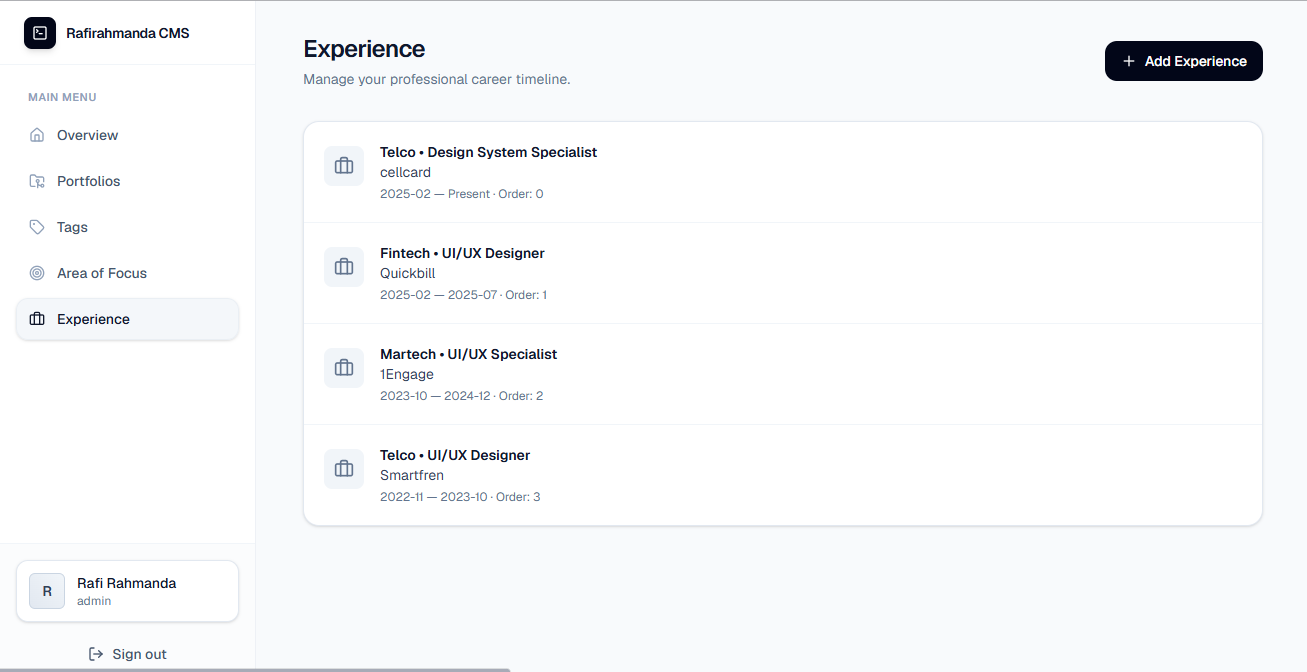 Rafirahmanda CMS
MAIN MENU
Overview
Portfolios
Tags
Area of Focus
Experience
Rafi Rahmanda
R
admin
Sign out
Experience
Manage your professional career timeline.
Add Experience
Telco • Design System Specialist
cellcard
2025-02 — Present · Order: 0
Fintech • UI/UX Designer
Quickbill
2025-02 — 2025-07 · Order: 1
Martech • UI/UX Specialist
1Engage
2023-10 — 2024-12 · Order: 2
Telco • UI/UX Designer
Smartfren
2022-11 — 2023-10 · Order: 3